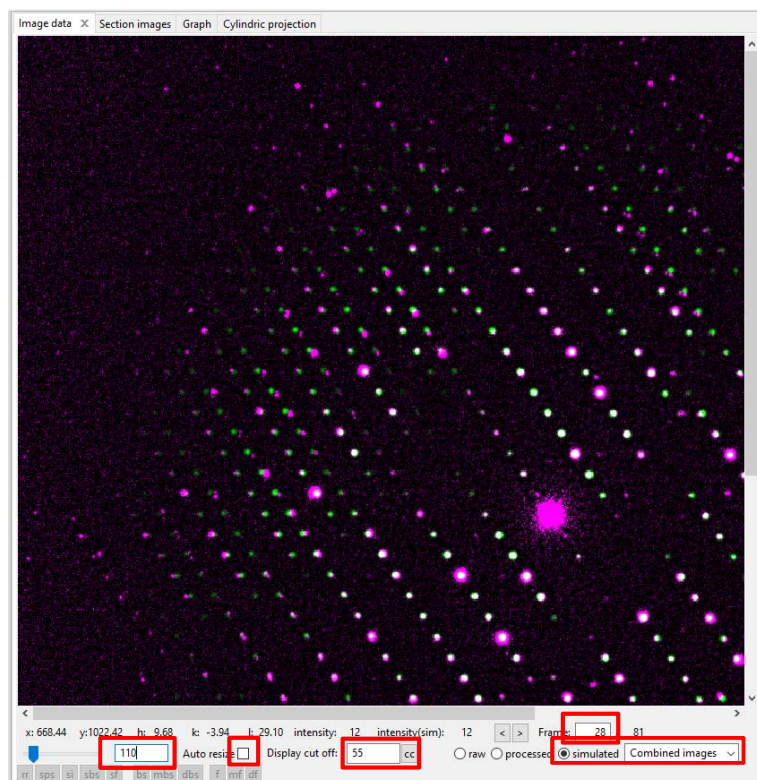 Image data X Section images Graph Cylindric projection
x: 668.44 y:1022.42 h: 9.68 k: -3.94 l: 29.10 intensity: 12 intensity(sim): 12 < > Frame: 28 81
110 Auto resize Display cut off: 55 cc raw processed simulated Combined images
rr sps si sbs sf bs mbs dbs f mf df